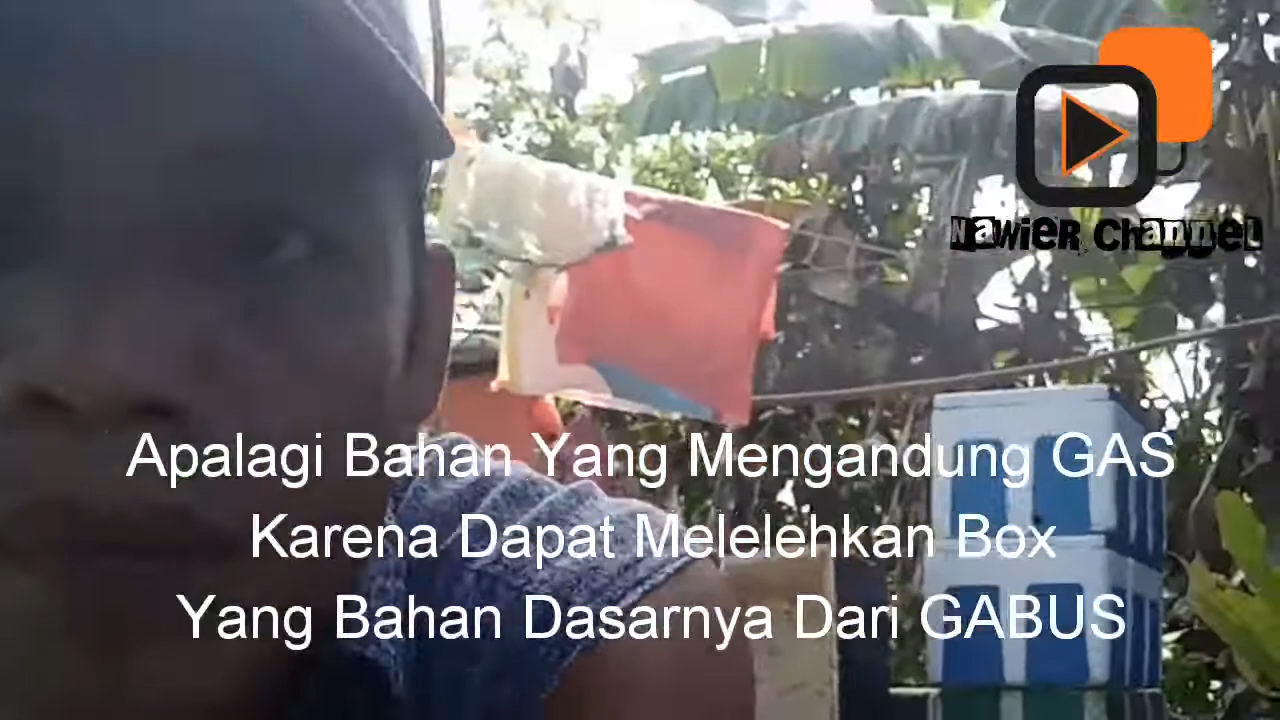 Nawier Channel
Apalagi Bahan Yang Mengandung GAS
Karena Dapat Melelehkan Box
Yang Bahan Dasarnya Dari GABUS